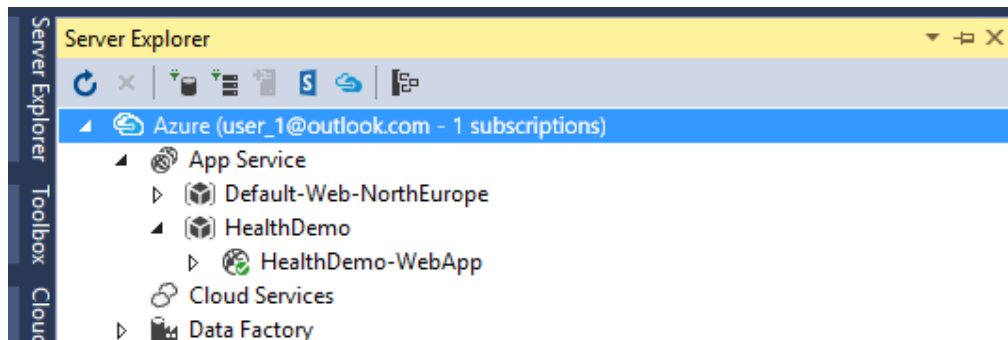 Server Explorer
Toolbox
Cloud
Server Explorer
Azure (user_1@outlook.com - 1 subscriptions)
App Service
Default-Web-NorthEurope
HealthDemo
HealthDemo-WebApp
Cloud Services
Data Factory